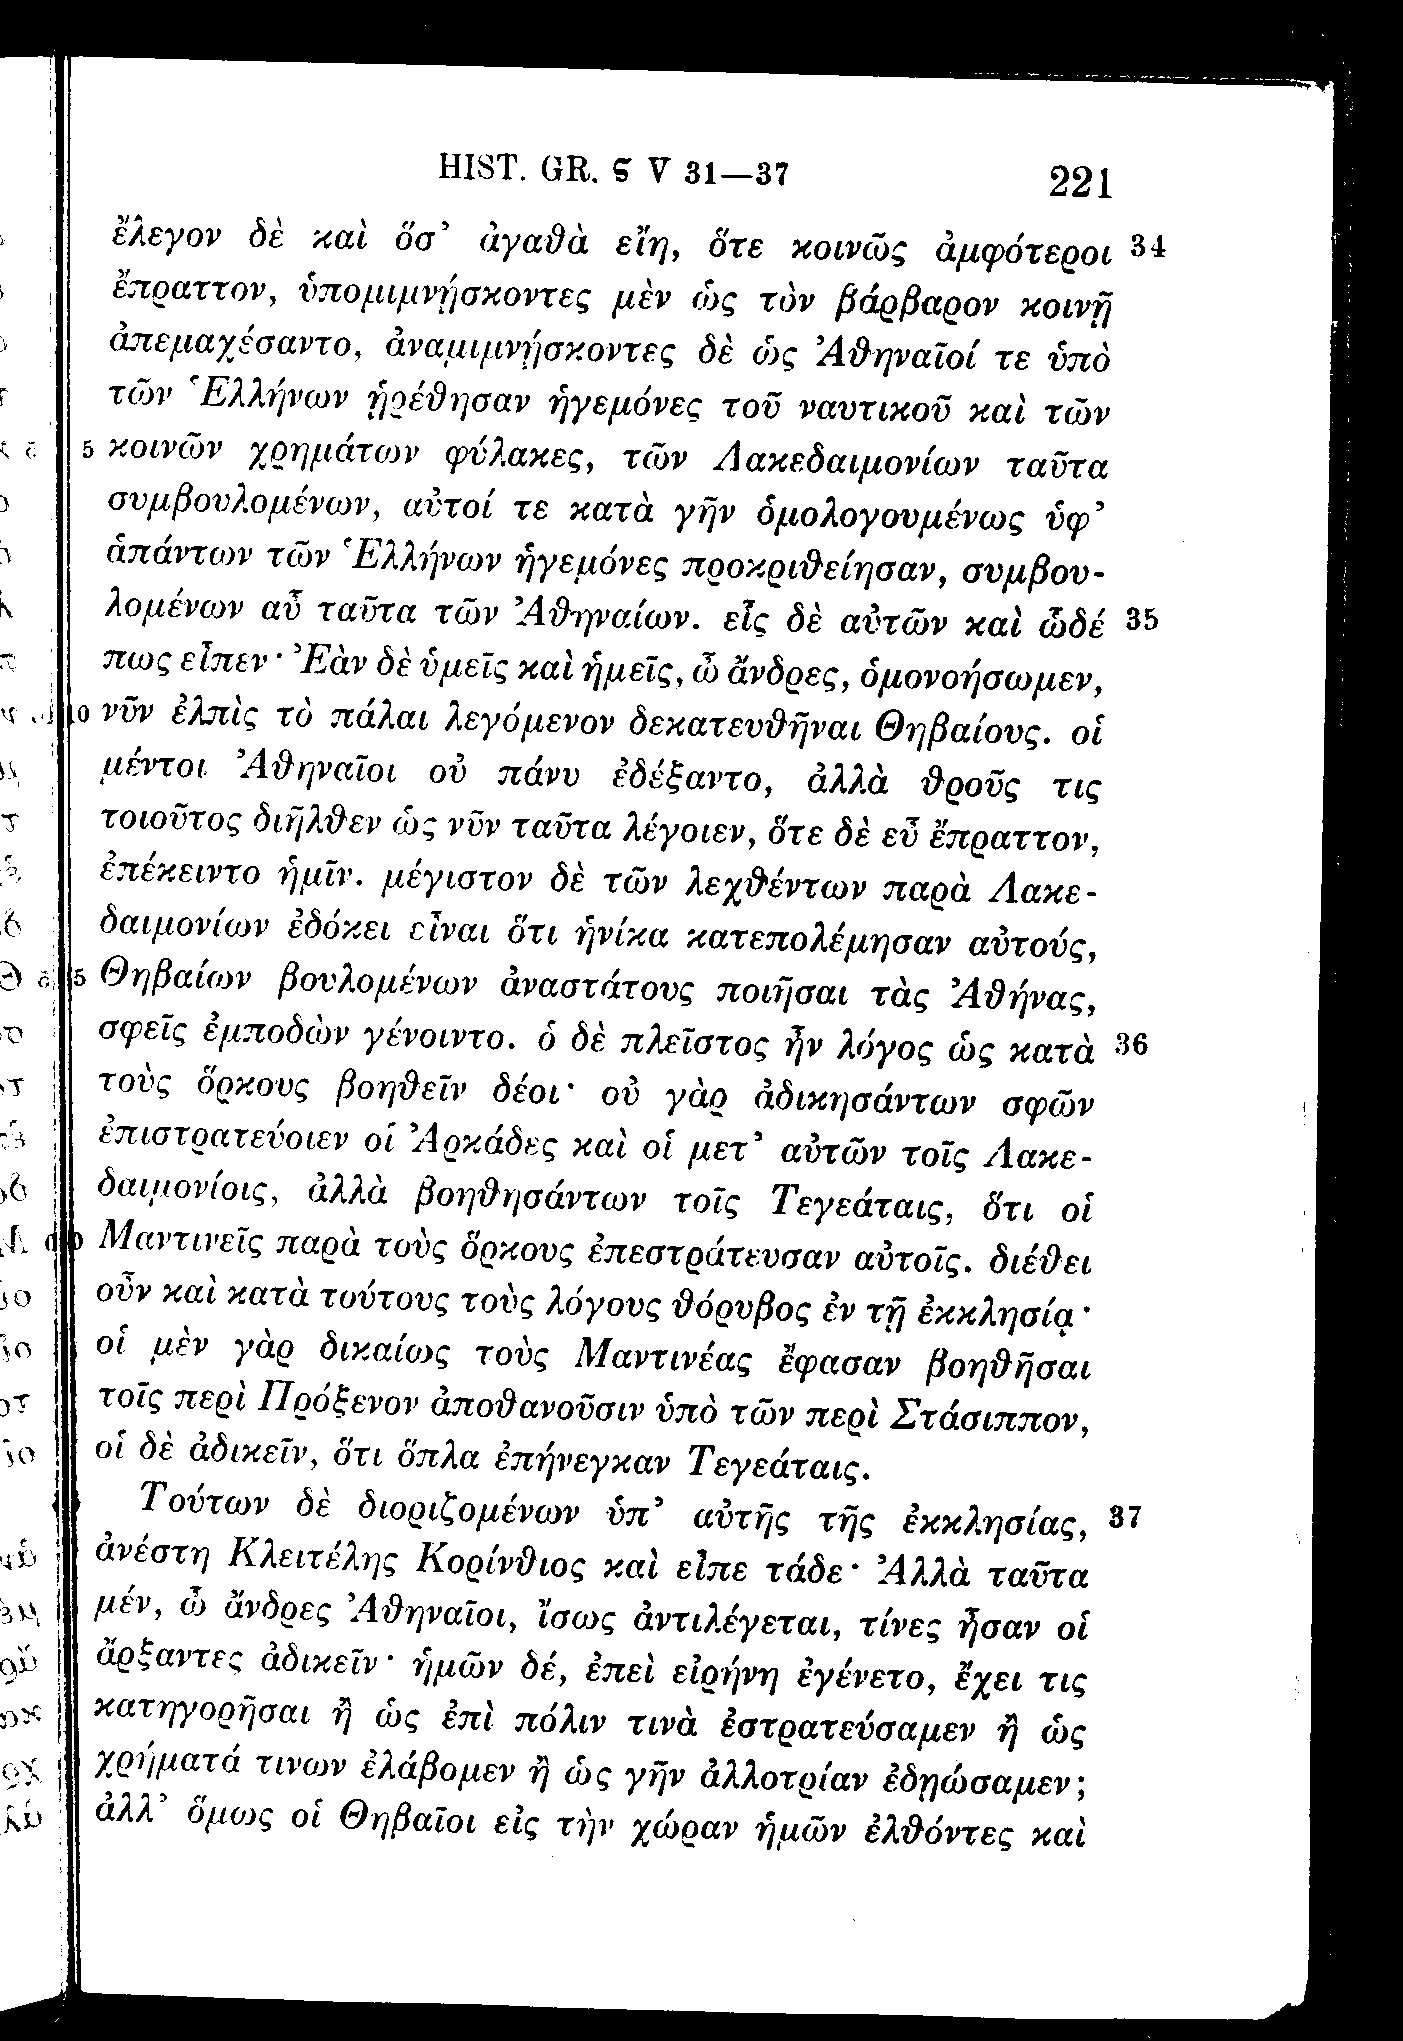 HIST. GR. Ϛ V 31—37 221
ἔλεγον δὲ καὶ ὅσ’ ἀγαθὰ εἴη, ὅτε κοινῶς ἀμφότεροι 34
ἔπραττον, ὑπομιμνῄσκοντες μὲν ὡς τὸν βάρβαρον κοινῇ
ἀπεμαχέσαντο, ἀναμιμνῄσκοντες δὲ ὡς Ἀθηναῖοί τε ὑπὸ
τῶν Ἑλλήνων ᾑρέθησαν ἡγεμόνες τοῦ ναυτικοῦ καὶ τῶν
5 κοινῶν χρημάτων φύλακες, τῶν Λακεδαιμονίων ταῦτα
συμβουλομένων, αὐτοί τε κατὰ γῆν ὁμολογουμένως ὑφ’
ἁπάντων τῶν Ἑλλήνων ἡγεμόνες προκριθείησαν, συμβου-
λομένων αὖ ταῦτα τῶν Ἀθηναίων. εἷς δὲ αὐτῶν καὶ ὧδέ 35
πως εἶπεν· Ἐὰν δὲ ὑμεῖς καὶ ἡμεῖς, ὦ ἄνδρες, ὁμονοήσωμεν,
10 νῦν ἐλπὶς τὸ πάλαι λεγόμενον δεκατευθῆναι Θηβαίους. οἱ
μέντοι Ἀθηναῖοι οὐ πάνυ ἐδέξαντο, ἀλλὰ θροῦς τις
τοιοῦτος διῆλθεν ὡς νῦν ταῦτα λέγοιεν, ὅτε δὲ εὖ ἔπραττον,
ἐπέκειντο ἡμῖν. μέγιστον δὲ τῶν λεχθέντων παρὰ Λακε-
δαιμονίων ἐδόκει εἶναι ὅτι ἡνίκα κατεπολέμησαν αὐτούς,
5 Θηβαίων βουλομένων ἀναστάτους ποιῆσαι τὰς Ἀθήνας,
σφεῖς ἐμποδὼν γένοιντο. ὁ δὲ πλεῖστος ἦν λόγος ὡς κατὰ 36
τοὺς ὅρκους βοηθεῖν δέοι· οὐ γὰρ ἀδικησάντων σφῶν
ἐπιστρατεύοιεν οἱ Ἀρκάδες καὶ οἱ μετ’ αὐτῶν τοῖς Λακε-
δαιμονίοις, ἀλλὰ βοηθησάντων τοῖς Τεγεάταις, ὅτι οἱ
Μαντινεῖς παρὰ τοὺς ὅρκους ἐπεστράτευσαν αὐτοῖς. διέθει
οὖν καὶ κατὰ τούτους τοὺς λόγους θόρυβος ἐν τῇ ἐκκλησίᾳ·
οἱ μὲν γὰρ δικαίως τοὺς Μαντινέας ἔφασαν βοηθῆσαι
τοῖς περὶ Πρόξενον ἀποθανοῦσιν ὑπὸ τῶν περὶ Στάσιππον,
οἱ δὲ ἀδικεῖν, ὅτι ὅπλα ἐπήνεγκαν Τεγεάταις.
Τούτων δὲ διοριζομένων ὑπ’ αὐτῆς τῆς ἐκκλησίας, 37
ἀνέστη Κλειτέλης Κορίνθιος καὶ εἶπε τάδε· Ἀλλὰ ταῦτα
μέν, ὦ ἄνδρες Ἀθηναῖοι, ἴσως ἀντιλέγεται, τίνες ἦσαν οἱ
ἄρξαντες ἀδικεῖν· ἡμῶν δέ, ἐπεὶ εἰρήνη ἐγένετο, ἔχει τις
κατηγορῆσαι ἢ ὡς ἐπὶ πόλιν τινὰ ἐστρατεύσαμεν ἢ ὡς
χρήματά τινων ἐλάβομεν ἢ ὡς γῆν ἀλλοτρίαν ἐδῃώσαμεν;
ἀλλ’ ὅμως οἱ Θηβαῖοι εἰς τὴν χώραν ἡμῶν ἐλθόντες καὶ